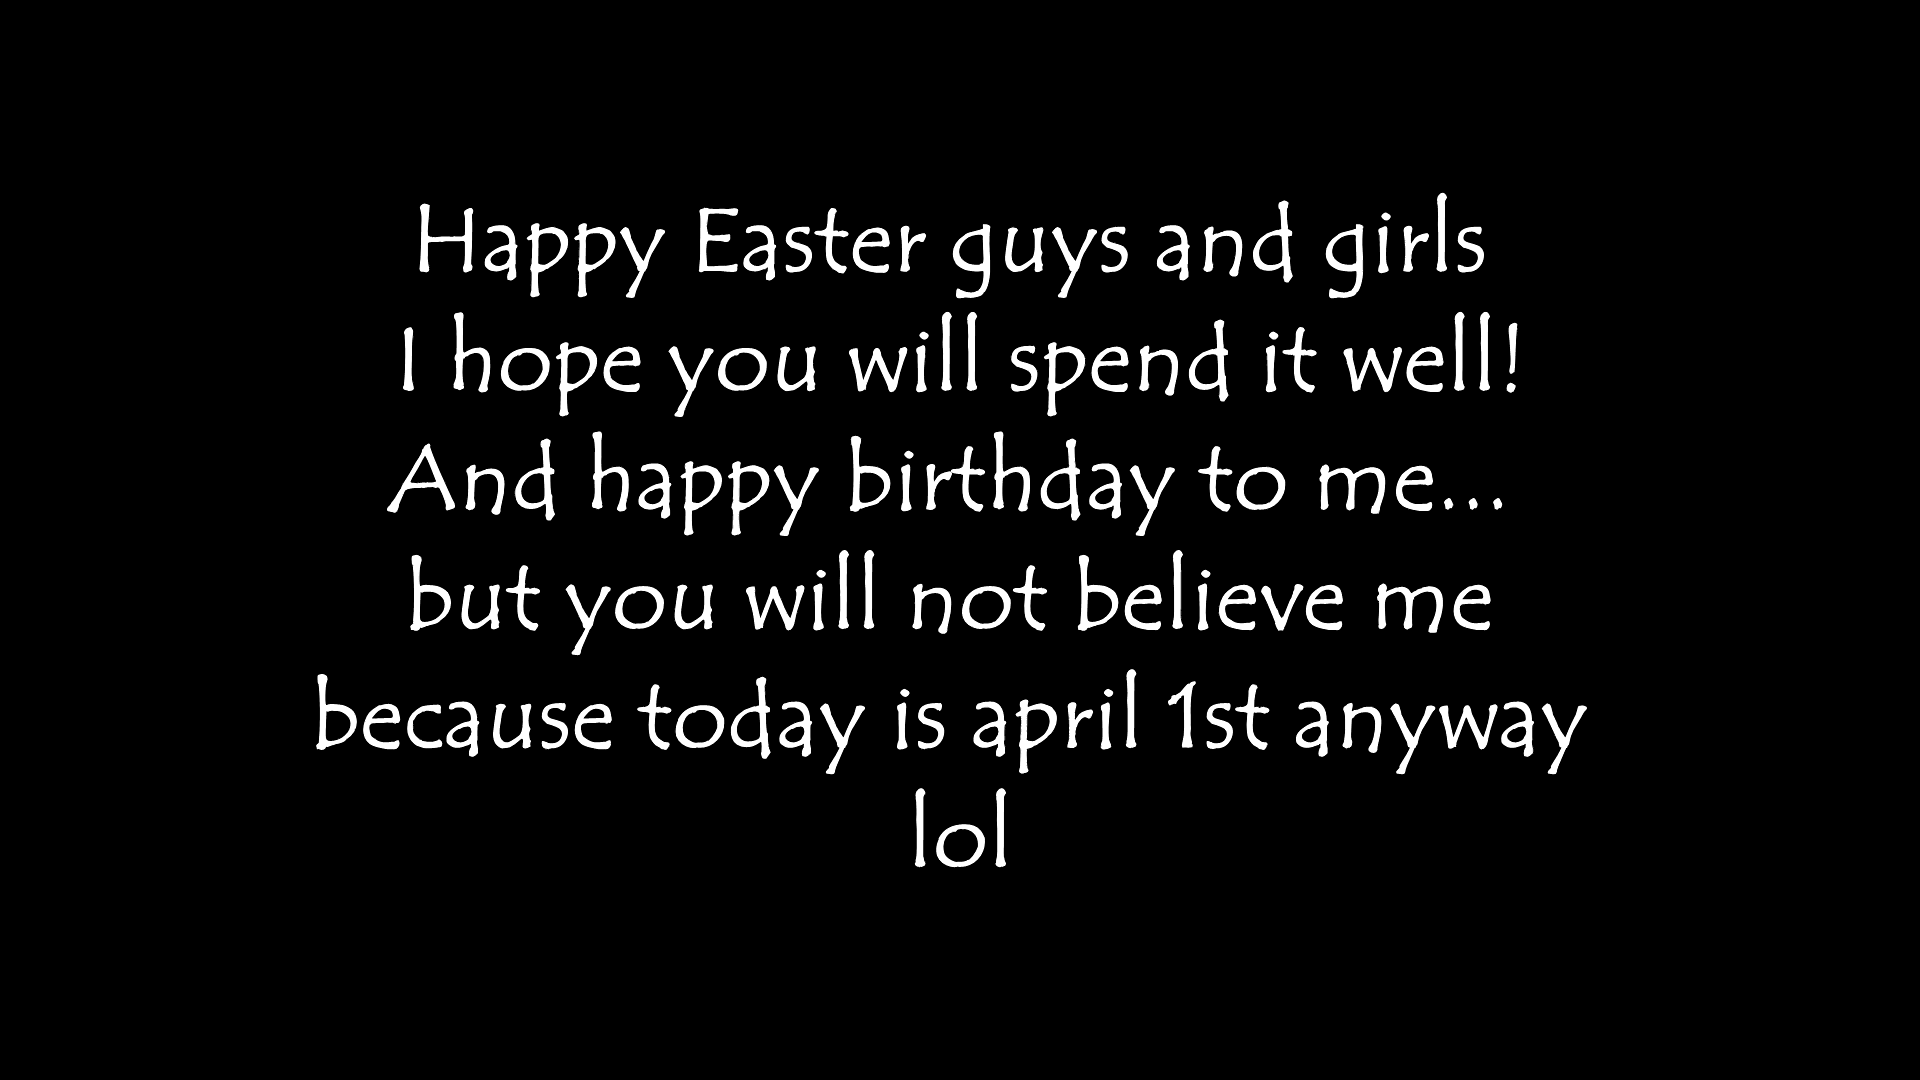 Happy Easter guys and girls
I hope you will spend it well!
And happy birthday to me...
but you will not believe me
because today is april 1st anyway
lol